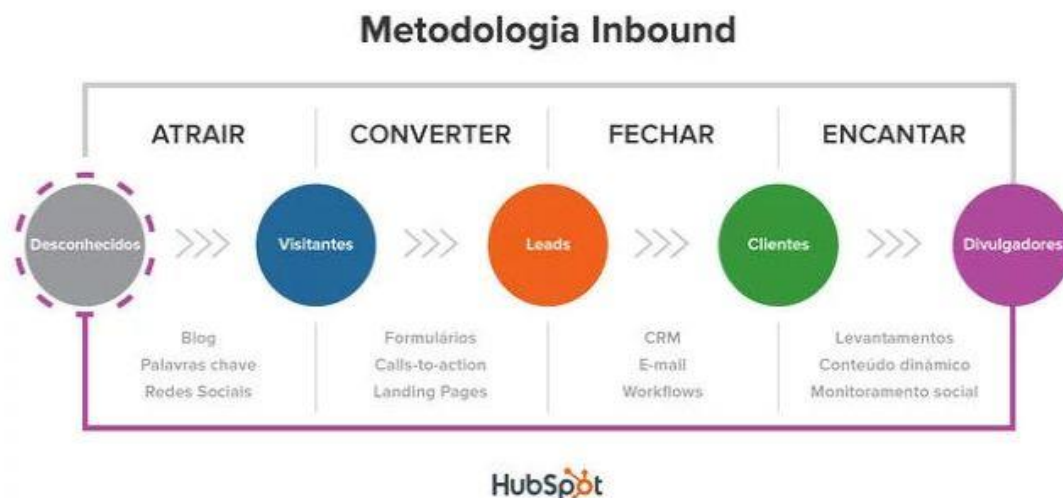 Metodologia Inbound
ATRAIR
CONVERTER
FECHAR
ENCANTAR
Desconhecidos
Visitantes
Leads
Clientes
Divulgadores
Blog
Palavras chave
Redes Sociais
Formulários
Calls-to-action
Landing Pages
CRM
E-mail
Workflows
Levantamentos
Conteúdo dinámico
Monitoramento social
HubSpot